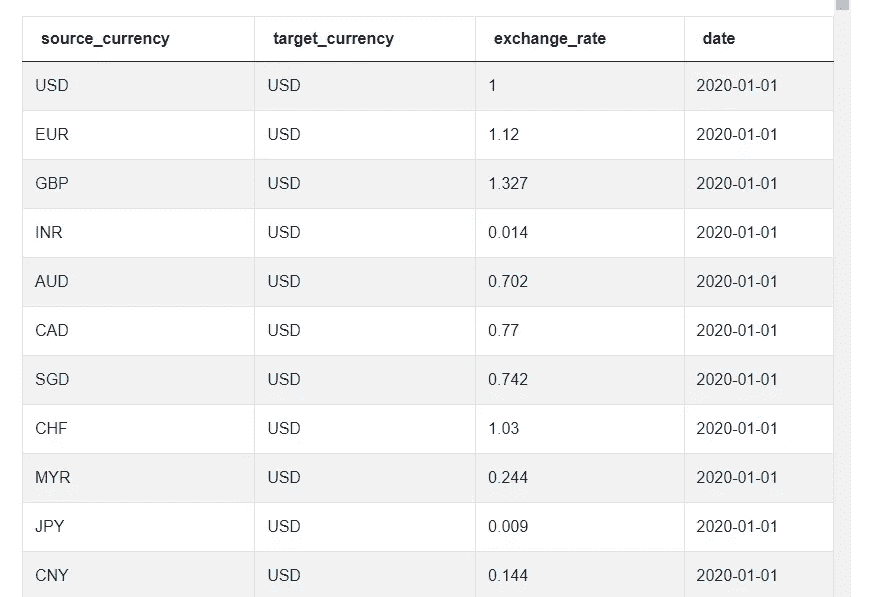 source_currency target_currency exchange_rate date
USD USD 1 2020-01-01
EUR USD 1.12 2020-01-01
GBP USD 1.327 2020-01-01
INR USD 0.014 2020-01-01
AUD USD 0.702 2020-01-01
CAD USD 0.77 2020-01-01
SGD USD 0.742 2020-01-01
CHF USD 1.03 2020-01-01
MYR USD 0.244 2020-01-01
JPY USD 0.009 2020-01-01
CNY USD 0.144 2020-01-01